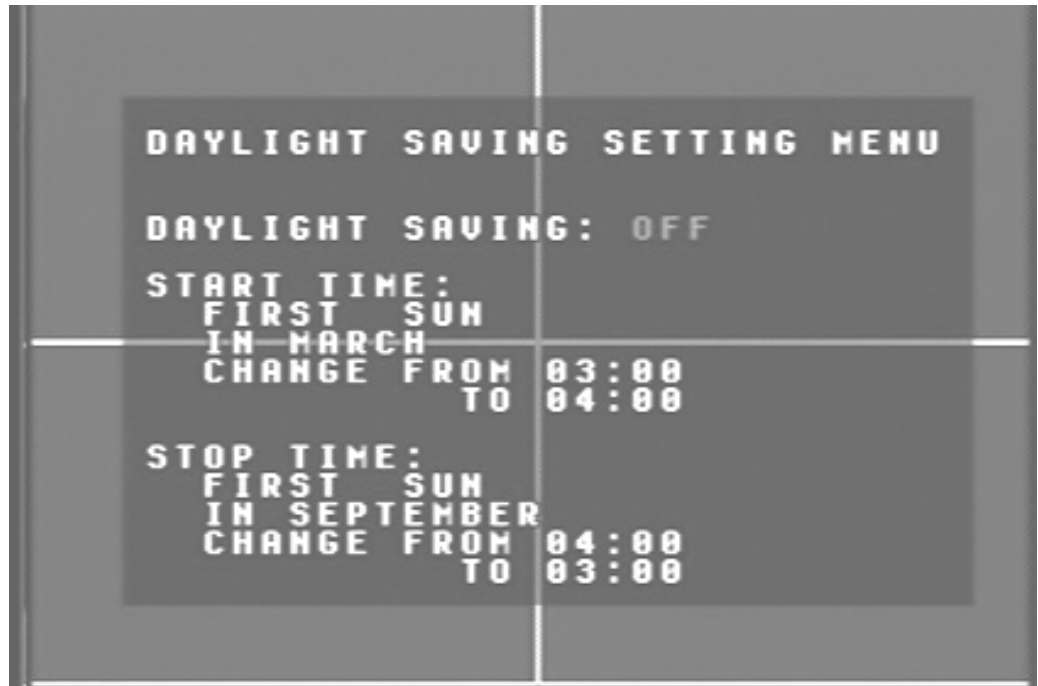 DAYLIGHT SAVING SETTING MENU
DAYLIGHT SAVING: OFF
START TIME:
FIRST SUN
IN MARCH
CHANGE FROM 03:00
TO 04:00
STOP TIME:
FIRST SUN
IN SEPTEMBER
CHANGE FROM 04:00
TO 03:00